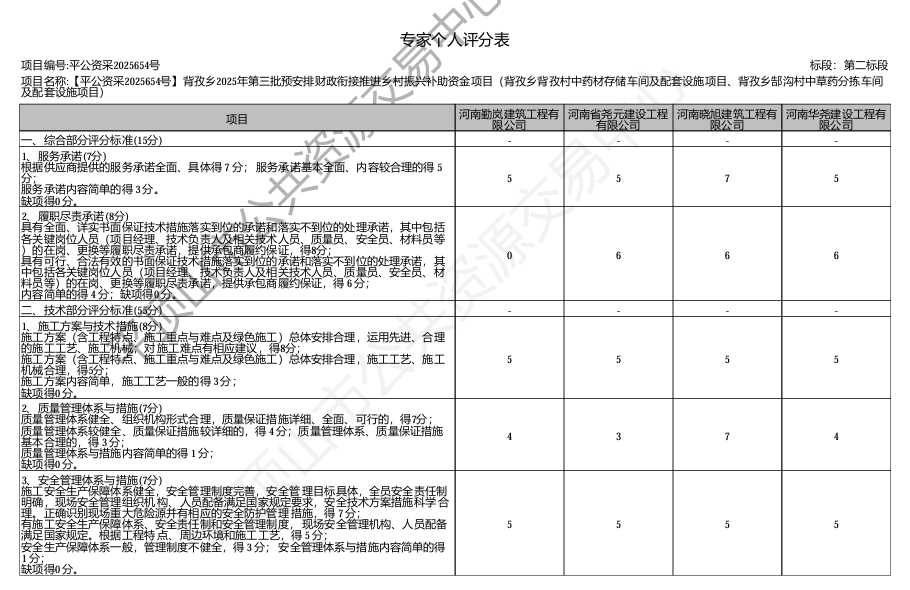 专家个人评分表
项目编号:平公资采2025654号
标段：第二标段
项目名称:【平公资采2025654号】背孜乡2025年第三批预安排财政衔接推进乡村振兴补助资金项目（背孜乡背孜村中药材存储车间及配套设施项目、背孜乡郜沟村中草药分拣车间
及配套设施项目）
项目
河南勤岚建筑工程有
限公司
河南省尧元建设工程
有限公司
河南晓旭建筑工程有
限公司
河南华尧建设工程有
限公司
一、综合部分评分标准(15分)
- - - -
1、服务承诺(7分)
根据供应商提供的服务承诺全面、具体得 7 分；服务承诺基本全面、内容较合理的得 5
分；
服务承诺内容简单的得 3 分。
缺项得0 分。
5 5 7 5
2、履职尽责承诺(8分)
具有全面、详实书面保证技术措施落实到位的承诺和落实不到位的处理承诺，其中包括
各关键岗位人员（项目经理、技术负责人及相关技术人员、质量员、安全员、材料员等
）的在岗、更换等履职尽责承诺，提供承包商履约保证，得8分；
具有可行、合法有效的书面保证技术措施落实到位的承诺和落实不到位的处理承诺，其
中包括各关键岗位人员（项目经理、技术负责人及相关技术人员、质量员、安全员、材
料员等）的在岗、更换等履职尽责承诺，提供承包商履约保证，得 6 分；
内容简单的得 4 分；缺项得0 分。
0 6 6 6
二、技术部分评分标准(55分)
- - - -
1、施工方案与技术措施(8分)
施工方案（含工程特点、施工重点与难点及绿色施工）总体安排合理，运用先进、合理
的施工工艺、施工机械、对施工难点有相应建议，得8分；
施工方案（含工程特点、施工重点与难点及绿色施工）总体安排合理，施工工艺、施工
机械合理，得5分；
施工方案内容简单，施工工艺一般的得 3 分；
缺项得0 分。
5 5 5 5
2、质量管理体系与措施(7分)
质量管理体系健全、组织机构形式合理，质量保证措施详细、全面、可行的，得7分；
质量管理体系较健全、质量保证措施较详细的，得 4 分；质量管理体系、质量保证措施
基本合理的，得 3 分；
质量管理体系与措施内容简单的得 1 分；
缺项得0 分。
4 3 7 4
3、安全管理体系与措施(7分)
施工安全生产保障体系健全，安全管理制度完善，安全管理目标具体，全员安全责任制
明确，现场安全管理组织机构、人员配备满足国家规定要求，安全技术方案措施科学合
理。正确识别现场重大危险源并有相应的安全防护管理措施，得 7 分；
有施工安全生产保障体系、安全责任制和安全管理制度，现场安全管理机构、人员配备
满足国家规定。根据工程特点、周边环境和施工工艺，得 5 分；
安全生产保障体系一般，管理制度不健全，得 3 分；安全管理体系与措施内容简单的得
1 分；
缺项得0 分。
5 5 5 5